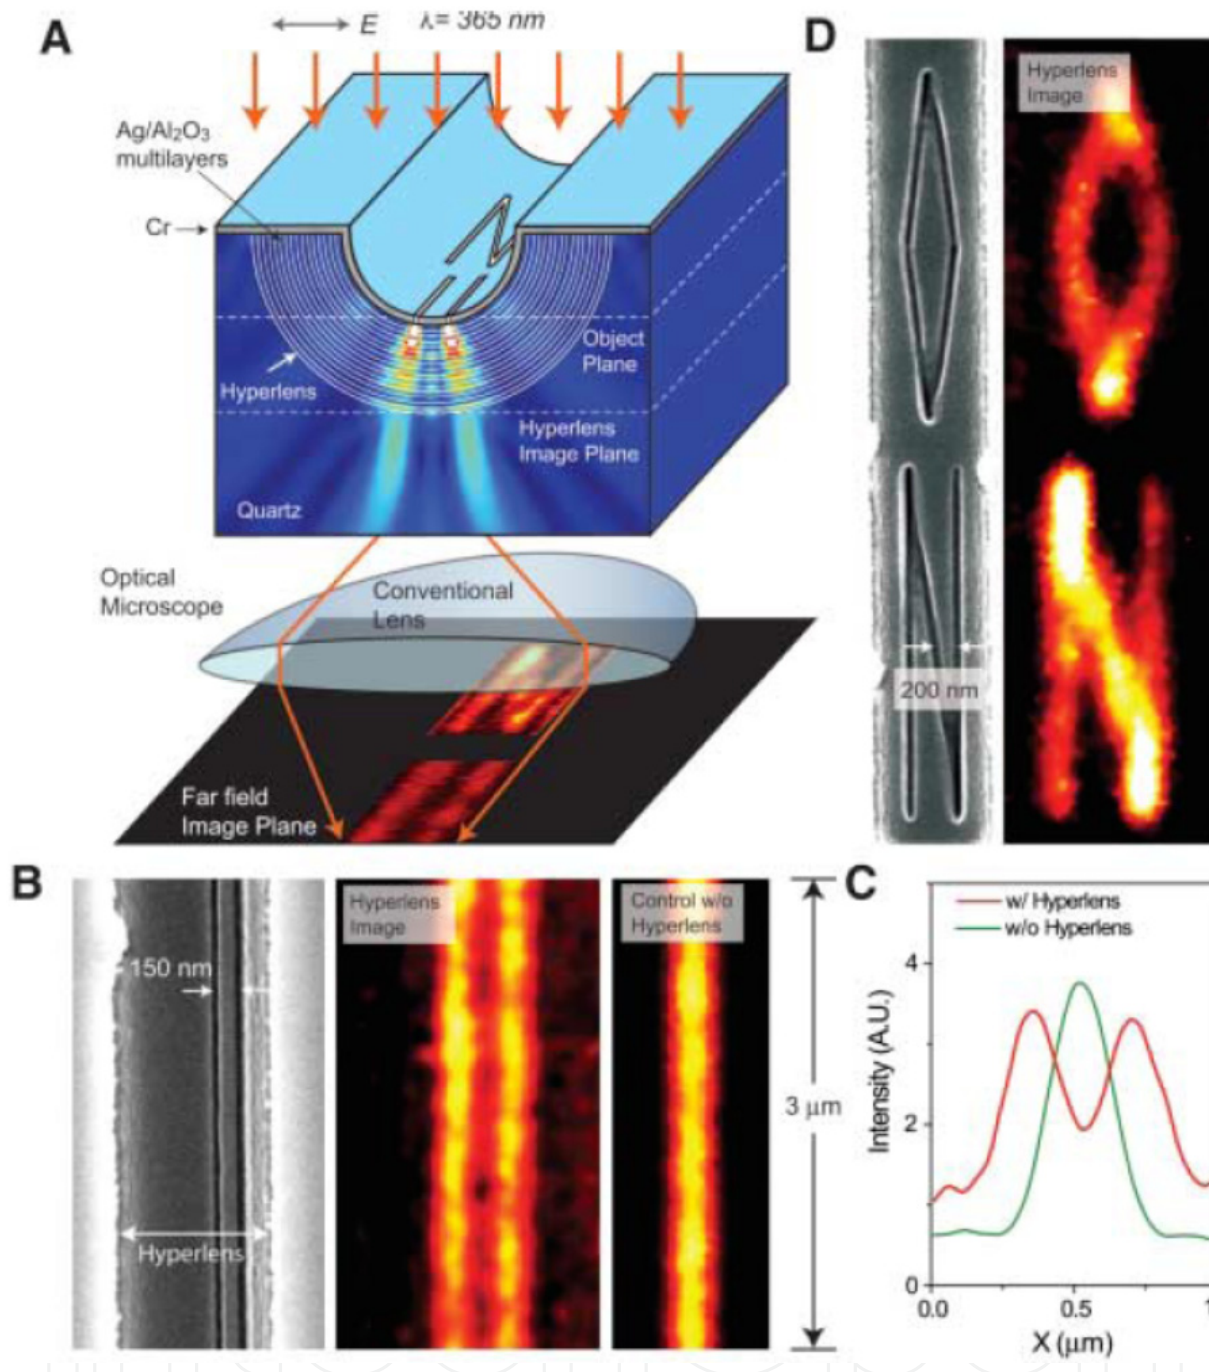 A
E
λ= 365 nm
Ag/Al₂O₃
multilayers
Cr
Object
Plane
Hyperlens
Hyperlens
Image Plane
Quartz
Optical
Microscope
Conventional
Lens
Far field
Image Plane
D
Hyperlens
Image
200 nm
B
150 nm
Hyperlens
Hyperlens
Image
Control w/o
Hyperlens
3 μm
C
w/ Hyperlens
w/o Hyperlens
Intensity (A.U.)
4
2
0
0.0
0.5
1
X (μm)